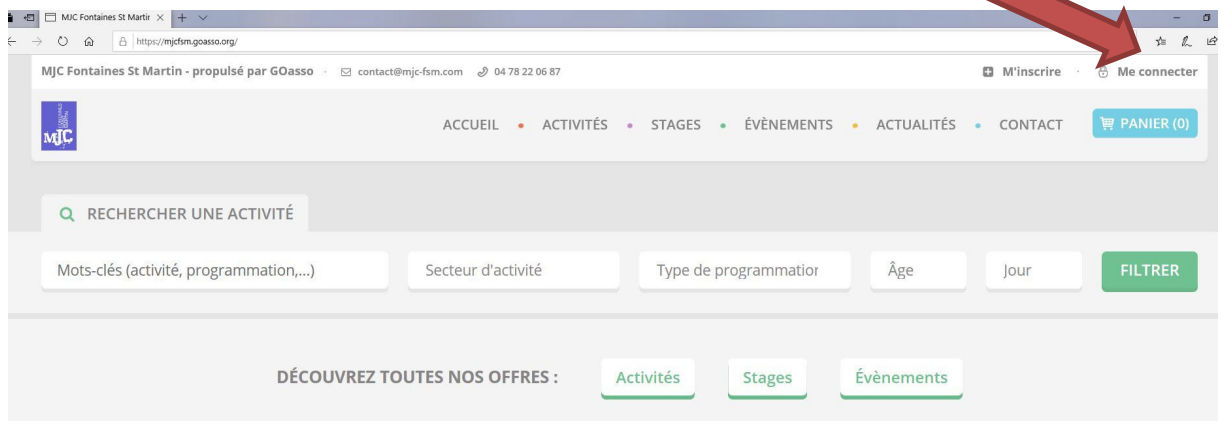 MJC Fontaines St Martin
https://mjcfsm.goasso.org/
MJC Fontaines St Martin - propulsé par GOasso · contact@mjc-fsm.com 04 78 22 06 87 M'inscrire · Me connecter
MJC ACCUEIL • ACTIVITÉS • STAGES • ÉVÈNEMENTS • ACTUALITÉS • CONTACT PANIER (0)
RECHERCHER UNE ACTIVITÉ
Mots-clés (activité, programmation,...) Secteur d'activité Type de programmation Âge Jour FILTRER
DÉCOUVREZ TOUTES NOS OFFRES : Activités Stages Évènements